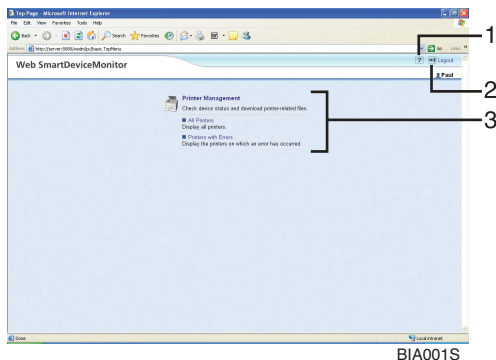 Top Page - Microsoft Internet Explorer
File Edit View Favorites Tools Help
Back Search Favorites
Address http://server:8080/wsdm/pc/basic.TopMenu Go Links »
? Logout
Web SmartDeviceMonitor
Paul
Printer Management
Check device status and download printer-related files.
All Printers
Display all printers.
Printers with Errors
Display the printers on which an error has occurred.
1
2
3
Done Local intranet
BIA001S